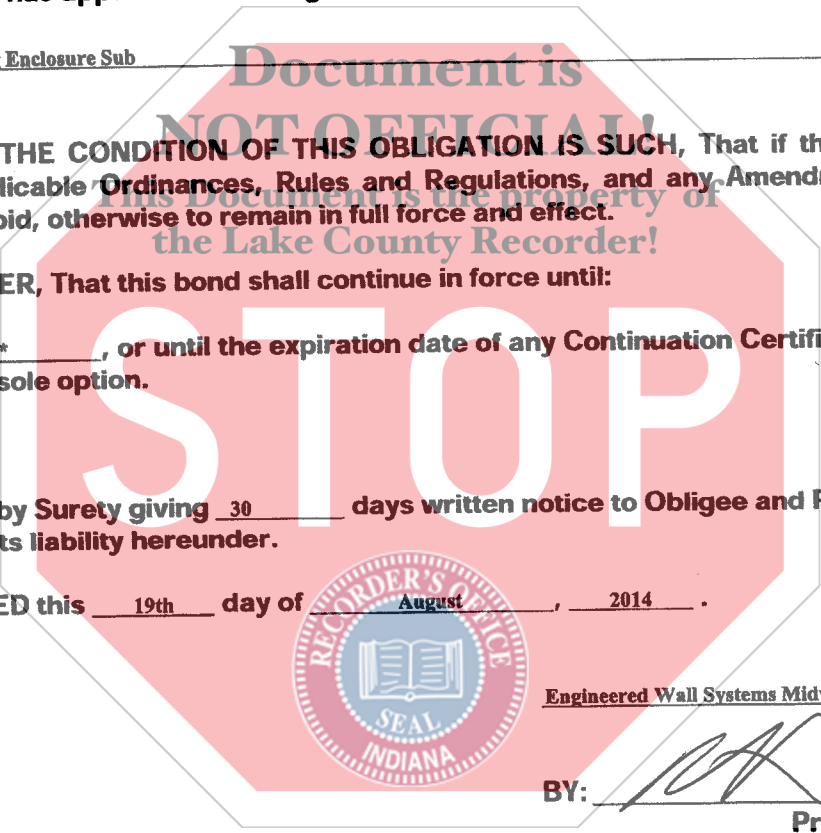 Enclosure Sub
Document is
NOT OFFICIAL!
THE CONDITION OF THIS OBLIGATION IS SUCH, That if th
licable Ordinances, Rules and Regulations, and any Amend
This Document is the property of
oid, otherwise to remain in full force and effect.
the Lake County Recorder!
ER, That this bond shall continue in force until:
STOP
*, or until the expiration date of any Continuation Certifi
sole option.
by Surety giving 30 days written notice to Obligee and P
ts liability hereunder.
ED this 19th day of August, 2014.
RECORDER'S OFFICE
SEAL
INDIANA
Engineered Wall Systems Mid
BY:
Pr